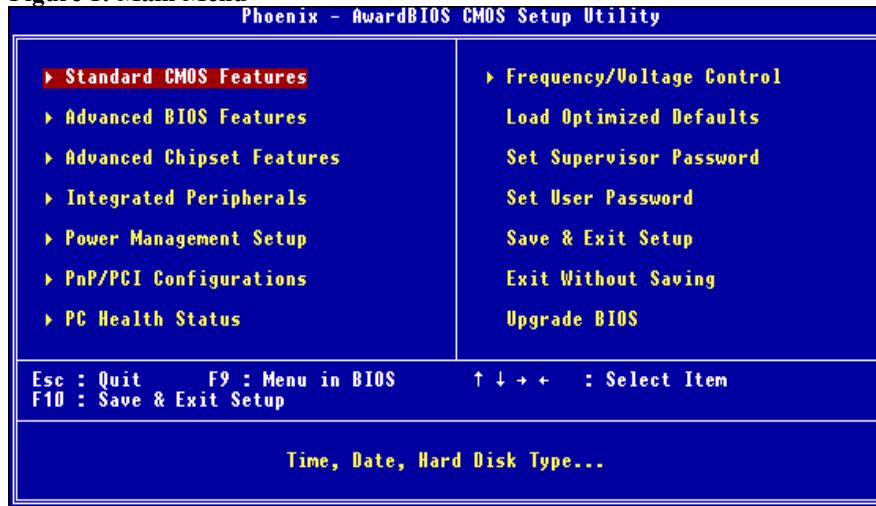 Phoenix - AwardBIOS CMOS Setup Utility
▸ Standard CMOS Features
▸ Advanced BIOS Features
▸ Advanced Chipset Features
▸ Integrated Peripherals
▸ Power Management Setup
▸ PnP/PCI Configurations
▸ PC Health Status
▸ Frequency/Voltage Control
Load Optimized Defaults
Set Supervisor Password
Set User Password
Save & Exit Setup
Exit Without Saving
Upgrade BIOS
Esc : Quit F9 : Menu in BIOS ↑ ↓ → ← : Select Item
F10 : Save & Exit Setup
Time, Date, Hard Disk Type...